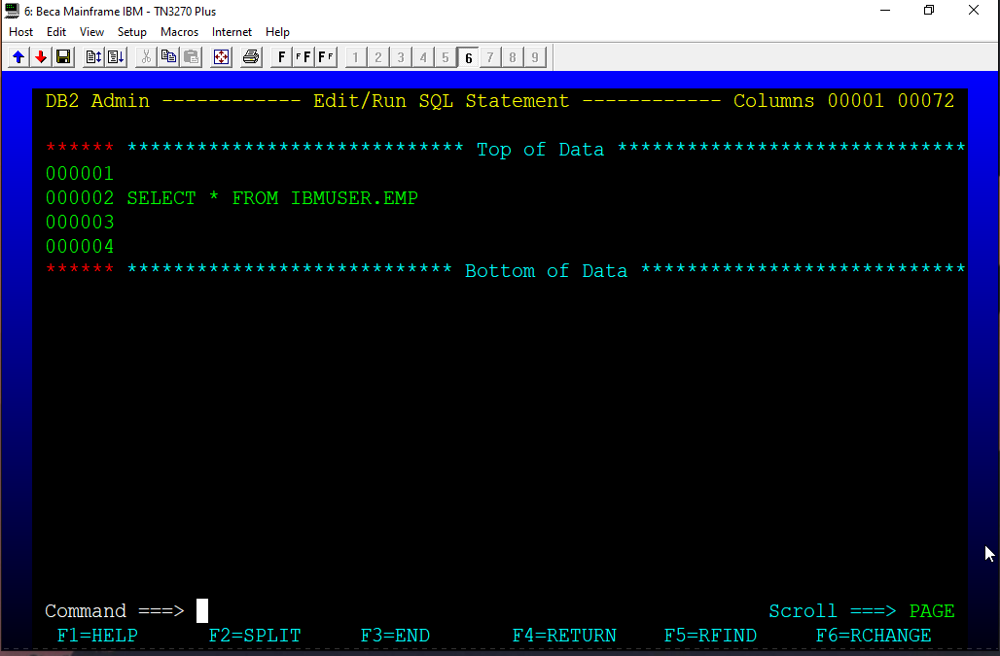 6: Beca Mainframe IBM - TN3270 Plus
Host Edit View Setup Macros Internet Help
F FF FF 1 2 3 4 5 6 7 8 9
DB2 Admin ------------ Edit/Run SQL Statement ------------ Columns 00001 00072
****** ***************************** Top of Data ******************************
000001
000002 SELECT * FROM IBMUSER.EMP
000003
000004
****** **************************** Bottom of Data ****************************
Command ===> Scroll ===> PAGE
F1=HELP F2=SPLIT F3=END F4=RETURN F5=RFIND F6=RCHANGE